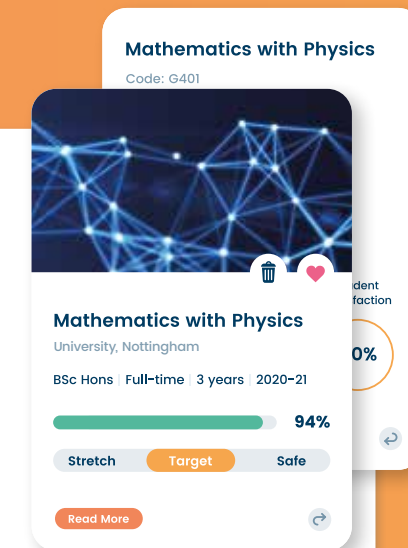 Mathematics with Physics
Code: G401
Mathematics with Physics
University, Nottingham
BSc Hons | Full-time | 3 years | 2020-21
94%
Stretch Target Safe
Read More